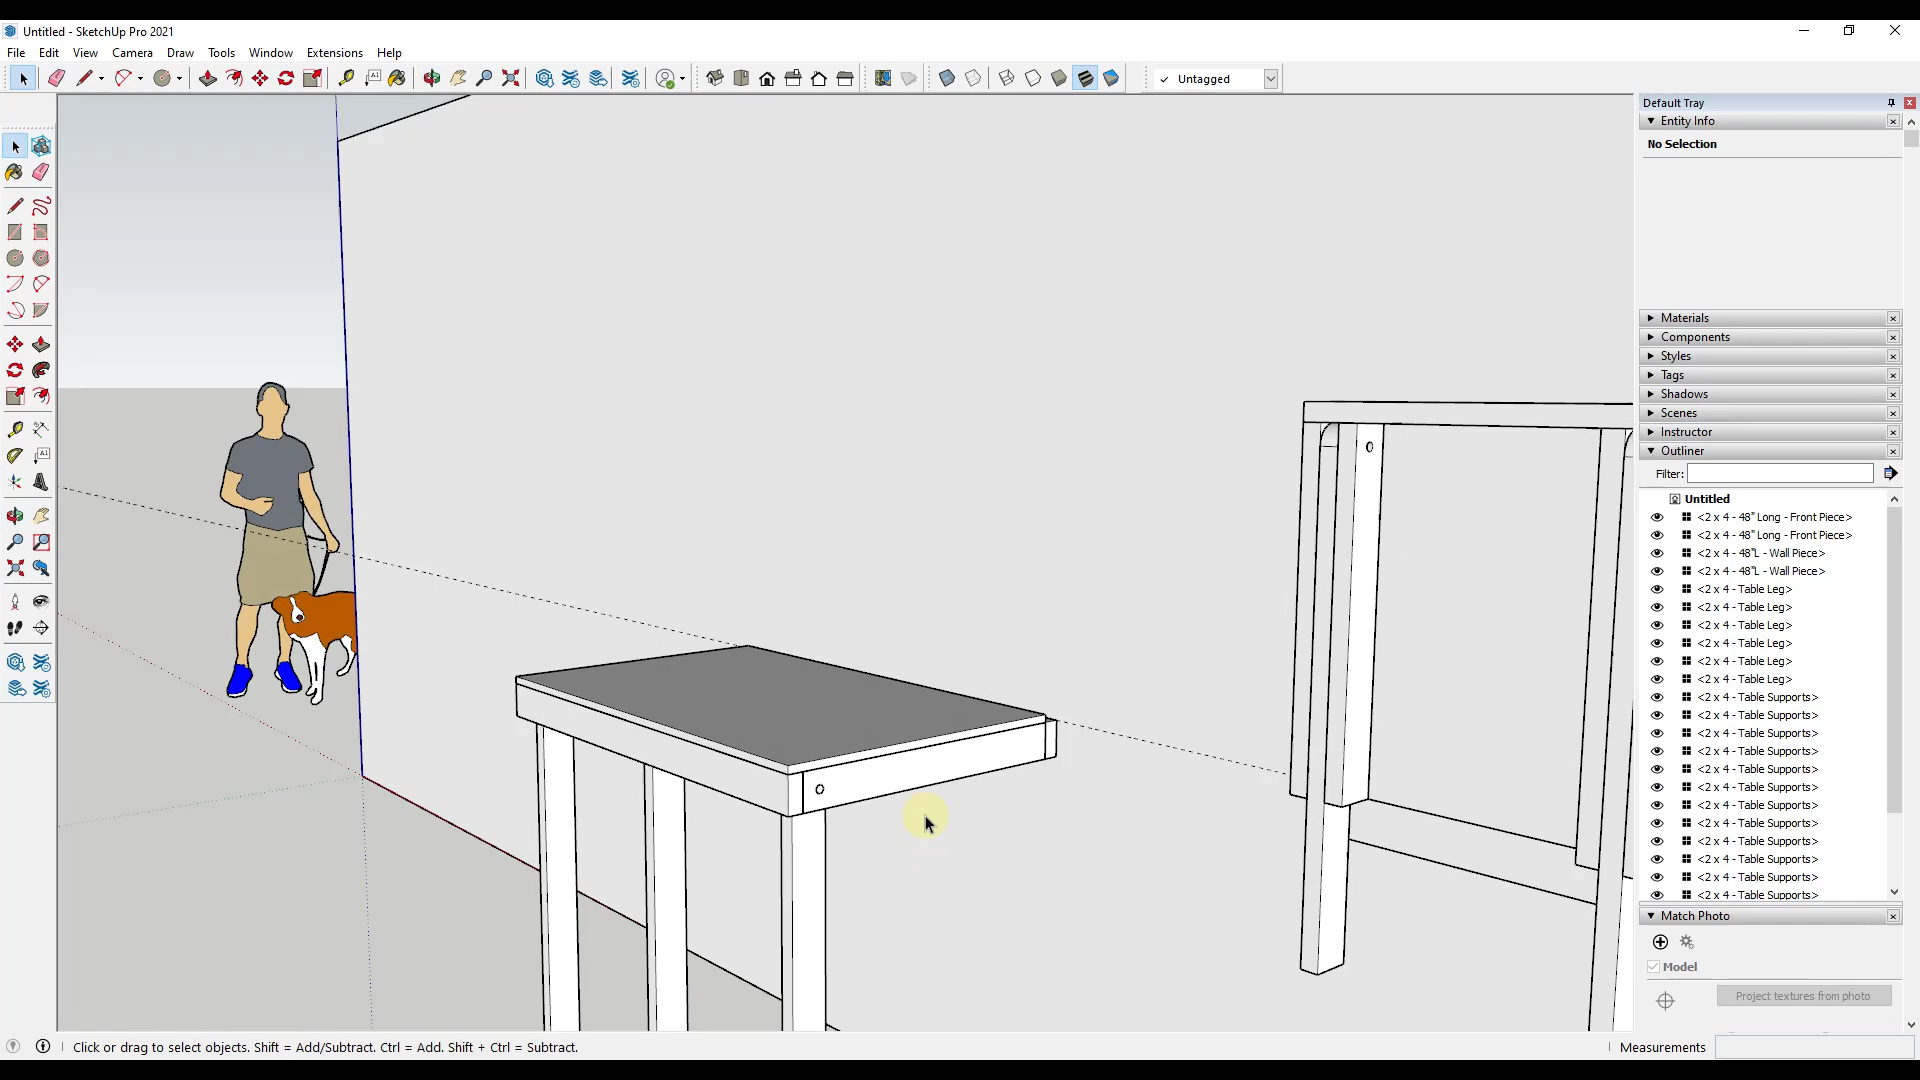 Untitled - SketchUp Pro 2021
File Edit View Camera Draw Tools Window Extensions Help
A1
✓ Untagged
Default Tray
Entity Info
No Selection
Materials
Components
Styles
Tags
Shadows
Scenes
Instructor
Outliner
Filter:
Untitled
<2 x 4 - 48" Long - Front Piece>
<2 x 4 - 48" Long - Front Piece>
<2 x 4 - 48"L - Wall Piece>
<2 x 4 - 48"L - Wall Piece>
<2 x 4 - Table Leg>
<2 x 4 - Table Leg>
<2 x 4 - Table Leg>
<2 x 4 - Table Leg>
<2 x 4 - Table Leg>
<2 x 4 - Table Leg>
<2 x 4 - Table Supports>
<2 x 4 - Table Supports>
<2 x 4 - Table Supports>
<2 x 4 - Table Supports>
<2 x 4 - Table Supports>
<2 x 4 - Table Supports>
<2 x 4 - Table Supports>
<2 x 4 - Table Supports>
<2 x 4 - Table Supports>
<2 x 4 - Table Supports>
<2 x 4 - Table Supports>
<2 x 4 - Table Supports>
Match Photo
Model
Project textures from photo
A1
Click or drag to select objects. Shift = Add/Subtract. Ctrl = Add. Shift + Ctrl = Subtract.
Measurements